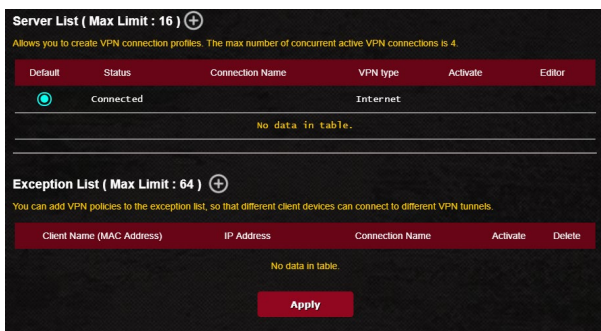 Server List ( Max Limit : 16 )
Allows you to create VPN connection profiles. The max number of concurrent active VPN connections is 4.
Default Status Connection Name VPN type Activate Editor
Connected Internet
No data in table.
Exception List ( Max Limit : 64 )
You can add VPN policies to the exception list, so that different client devices can connect to different VPN tunnels.
Client Name (MAC Address) IP Address Connection Name Activate Delete
No data in table.
Apply